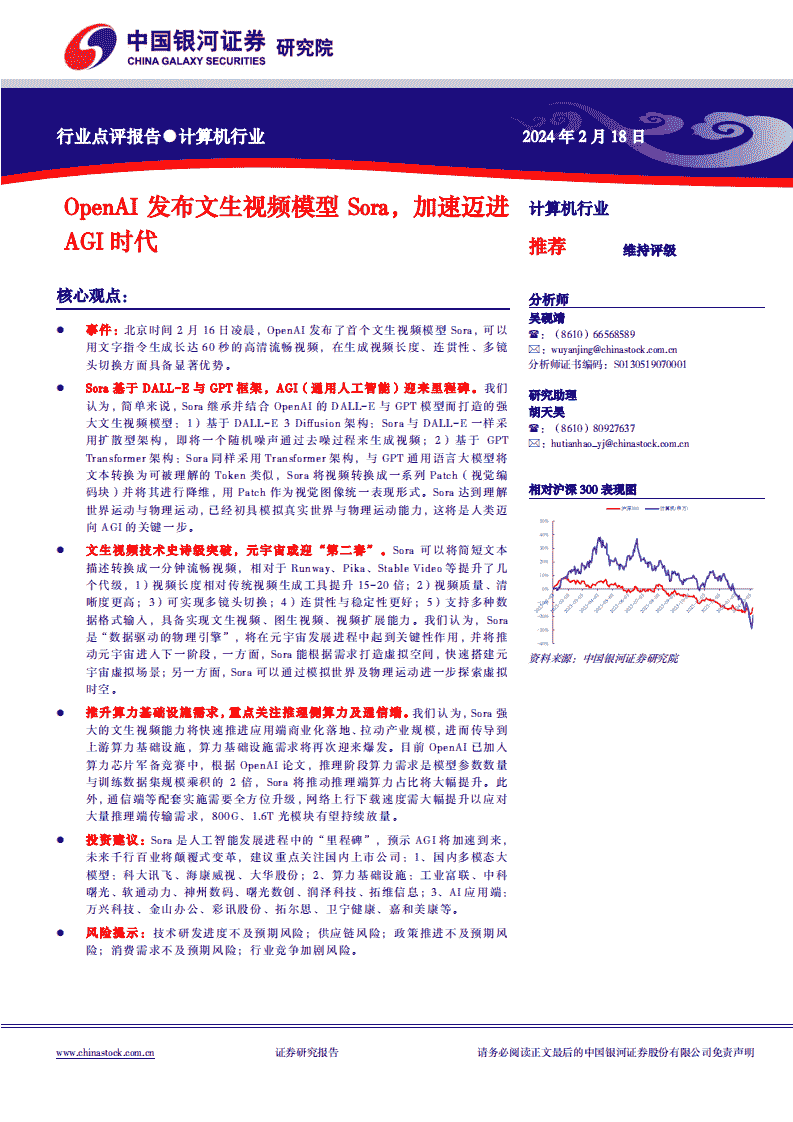 中国银河证券 研究院
CHINA GALAXY SECURITIES
行业点评报告●计算机行业
2024 年 2 月 18 日
OpenAI 发布文生视频模型 Sora，加速迈进
AGI 时代
核心观点：
● 事件：北京时间 2 月 16 日凌晨，OpenAI 发布了首个文生视频模型 Sora，可以
用文字指令生成长达 60 秒的高清流畅视频，在生成视频长度、连贯性、多镜
头切换方面具备显著优势。
● Sora 基于 DALL-E 与 GPT 框架，AGI（通用人工智能）迎来里程碑。我们
认为，简单来说，Sora 继承并结合 OpenAI 的 DALL-E 与 GPT 模型而打造的强
大文生视频模型：1）基于 DALL-E 3 Diffusion 架构：Sora 与 DALL-E 一样采
用扩散型架构，即将一个随机噪声通过去噪过程来生成视频；2）基于 GPT
Transformer 架构：Sora 同样采用 Transformer 架构，与 GPT 通用语言大模型将
文本转换为可被理解的 Token 类似，Sora 将视频转换成一系列 Patch（视觉编
码块）并将其进行降维，用 Patch 作为视觉图像统一表现形式。Sora 达到理解
世界运动与物理运动，已经初具模拟真实世界与物理运动能力，这将是人类迈
向 AGI 的关键一步。
● 文生视频技术史诗级突破，元宇宙或迎“第二春”。Sora 可以将简短文本
描述转换成一分钟流畅视频，相对于 Runway、Pika、Stable Video 等提升了几
个代级，1）视频长度相对传统视频生成工具提升 15-20 倍；2）视频质量、清
晰度更高；3）可实现多镜头切换；4）连贯性与稳定性更好；5）支持多种数
据格式输入，具备实现文生视频、图生视频、视频扩展能力。我们认为，Sora
是“数据驱动的物理引擎”，将在元宇宙发展进程中起到关键性作用，并将推
动元宇宙进入下一阶段，一方面，Sora 能根据需求打造虚拟空间，快速搭建元
宇宙虚拟场景；另一方面，Sora 可以通过模拟世界及物理运动进一步探索虚拟
时空。
● 推升算力基础设施需求，重点关注推理侧算力及通信端。我们认为，Sora 强
大的文生视频能力将快速推进应用端商业化落地、拉动产业规模，进而传导到
上游算力基础设施，算力基础设施需求将再次迎来爆发。目前 OpenAI 已加入
算力芯片军备竞赛中，根据 OpenAI 论文，推理阶段算力需求是模型参数数量
与训练数据集规模乘积的 2 倍，Sora 将推动推理端算力占比将大幅提升。此
外，通信端等配套实施需要全方位升级，网络上行下载速度需大幅提升以应对
大量推理端传输需求，800G、1.6T 光模块有望持续放量。
● 投资建议：Sora 是人工智能发展进程中的“里程碑”，预示 AGI 将加速到来，
未来千行百业将颠覆式变革，建议重点关注国内上市公司：1、国内多模态大
模型：科大讯飞、海康威视、大华股份；2、算力基础设施：工业富联、中科
曙光、软通动力、神州数码、曙光数创、润泽科技、拓维信息；3、AI 应用端：
万兴科技、金山办公、彩讯股份、拓尔思、卫宁健康、嘉和美康等。
● 风险提示：技术研发进度不及预期风险；供应链风险；政策推进不及预期风
险；消费需求不及预期风险；行业竞争加剧风险。
计算机行业
推荐 维持评级
分析师
吴砚靖
☎：（8610）66568589
✉：wuyanjing@chinastock.com.cn
分析师证书编码：S0130519070001
研究助理
胡天昊
☎：（8610）80927637
✉：hutianhao_yj@chinastock.com.cn
相对沪深 300 表现图
沪深300 计算机(申万)
50%
40%
30%
20%
10%
0%
-30%
-40%
资料来源：中国银河证券研究院
www.chinastock.com.cn 证券研究报告 请务必阅读正文最后的中国银河证券股份有限公司免责声明